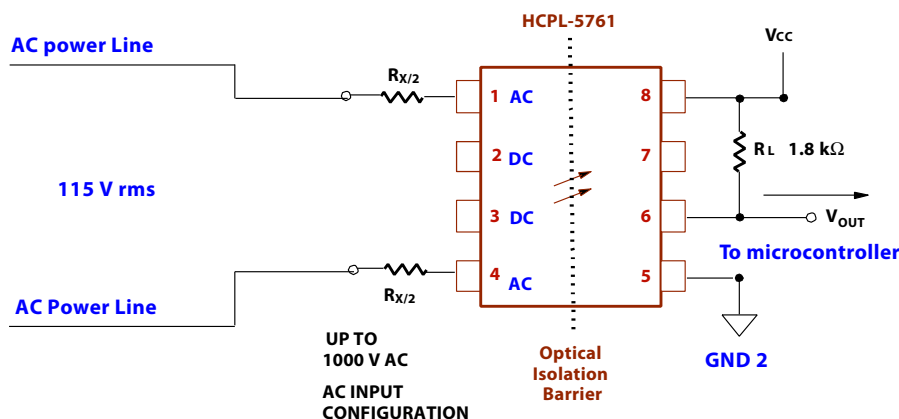 HCPL-5761
AC power Line
Vcc
RX/2
1 AC
8
2 DC
7
RL 1.8 kΩ
115 V rms
3 DC
6
VOUT
To microcontroller
4 AC
5
AC Power Line
RX/2
UP TO
1000 V AC
AC INPUT
CONFIGURATION
Optical
Isolation
Barrier
GND 2